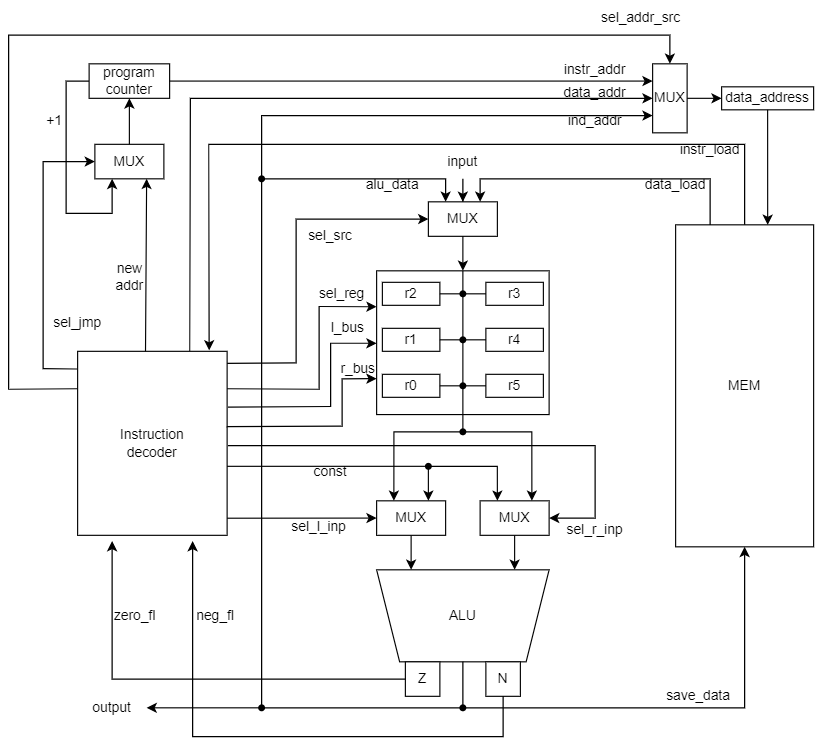 sel_addr_src
program
counter
instr_addr
data_addr
ind_addr
MUX
data_address
+1
MUX
input
instr_load
alu_data
data_load
MUX
sel_src
new
addr
sel_reg
r2
r3
sel_jmp
l_bus
r1
r4
r_bus
r0
r5
MEM
Instruction
decoder
const
MUX
MUX
sel_l_inp
sel_r_inp
zero_fl
neg_fl
ALU
Z
N
save_data
output